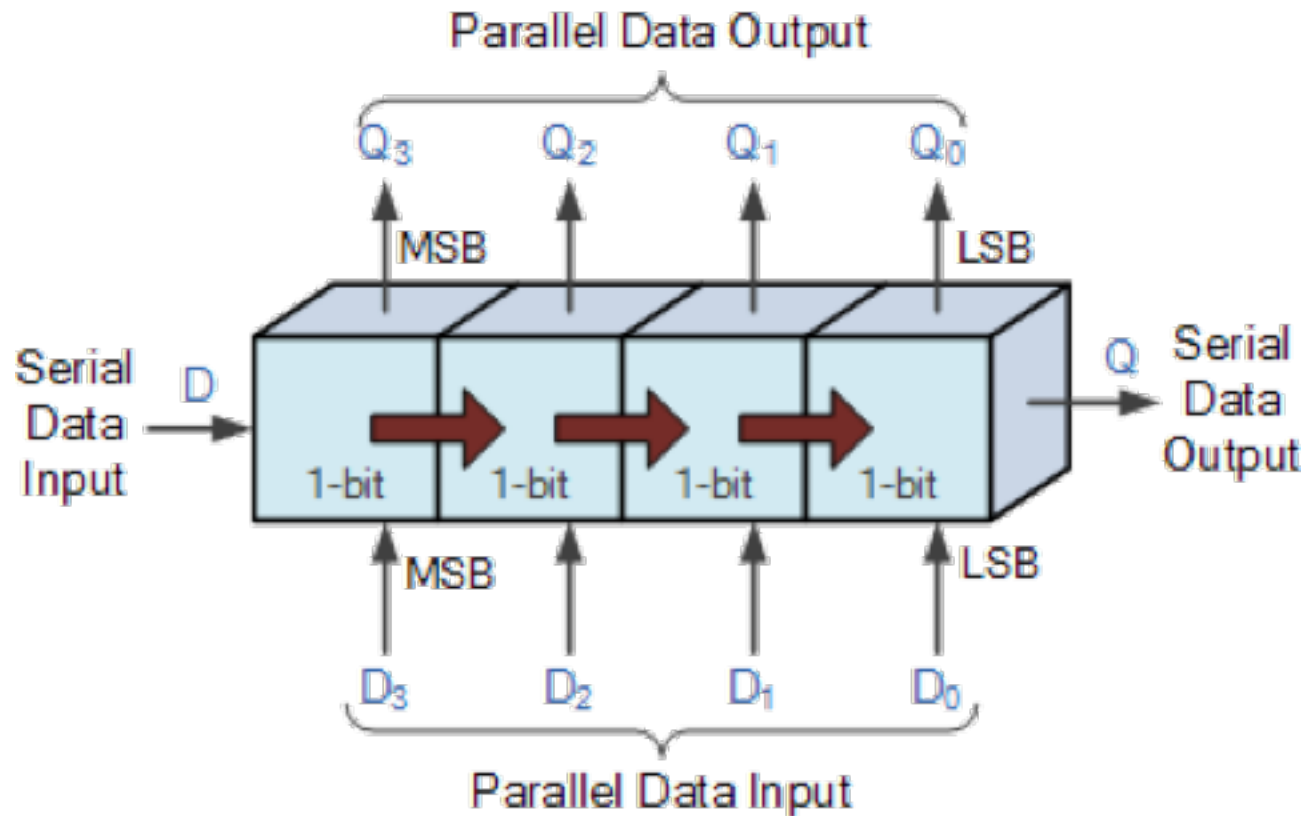 Parallel Data Output
Q₃ Q₂ Q₁ Q₀
MSB LSB
Serial
Data
Input
D
Q
Serial
Data
Output
1-bit 1-bit 1-bit 1-bit
MSB LSB
D₃ D₂ D₁ D₀
Parallel Data Input